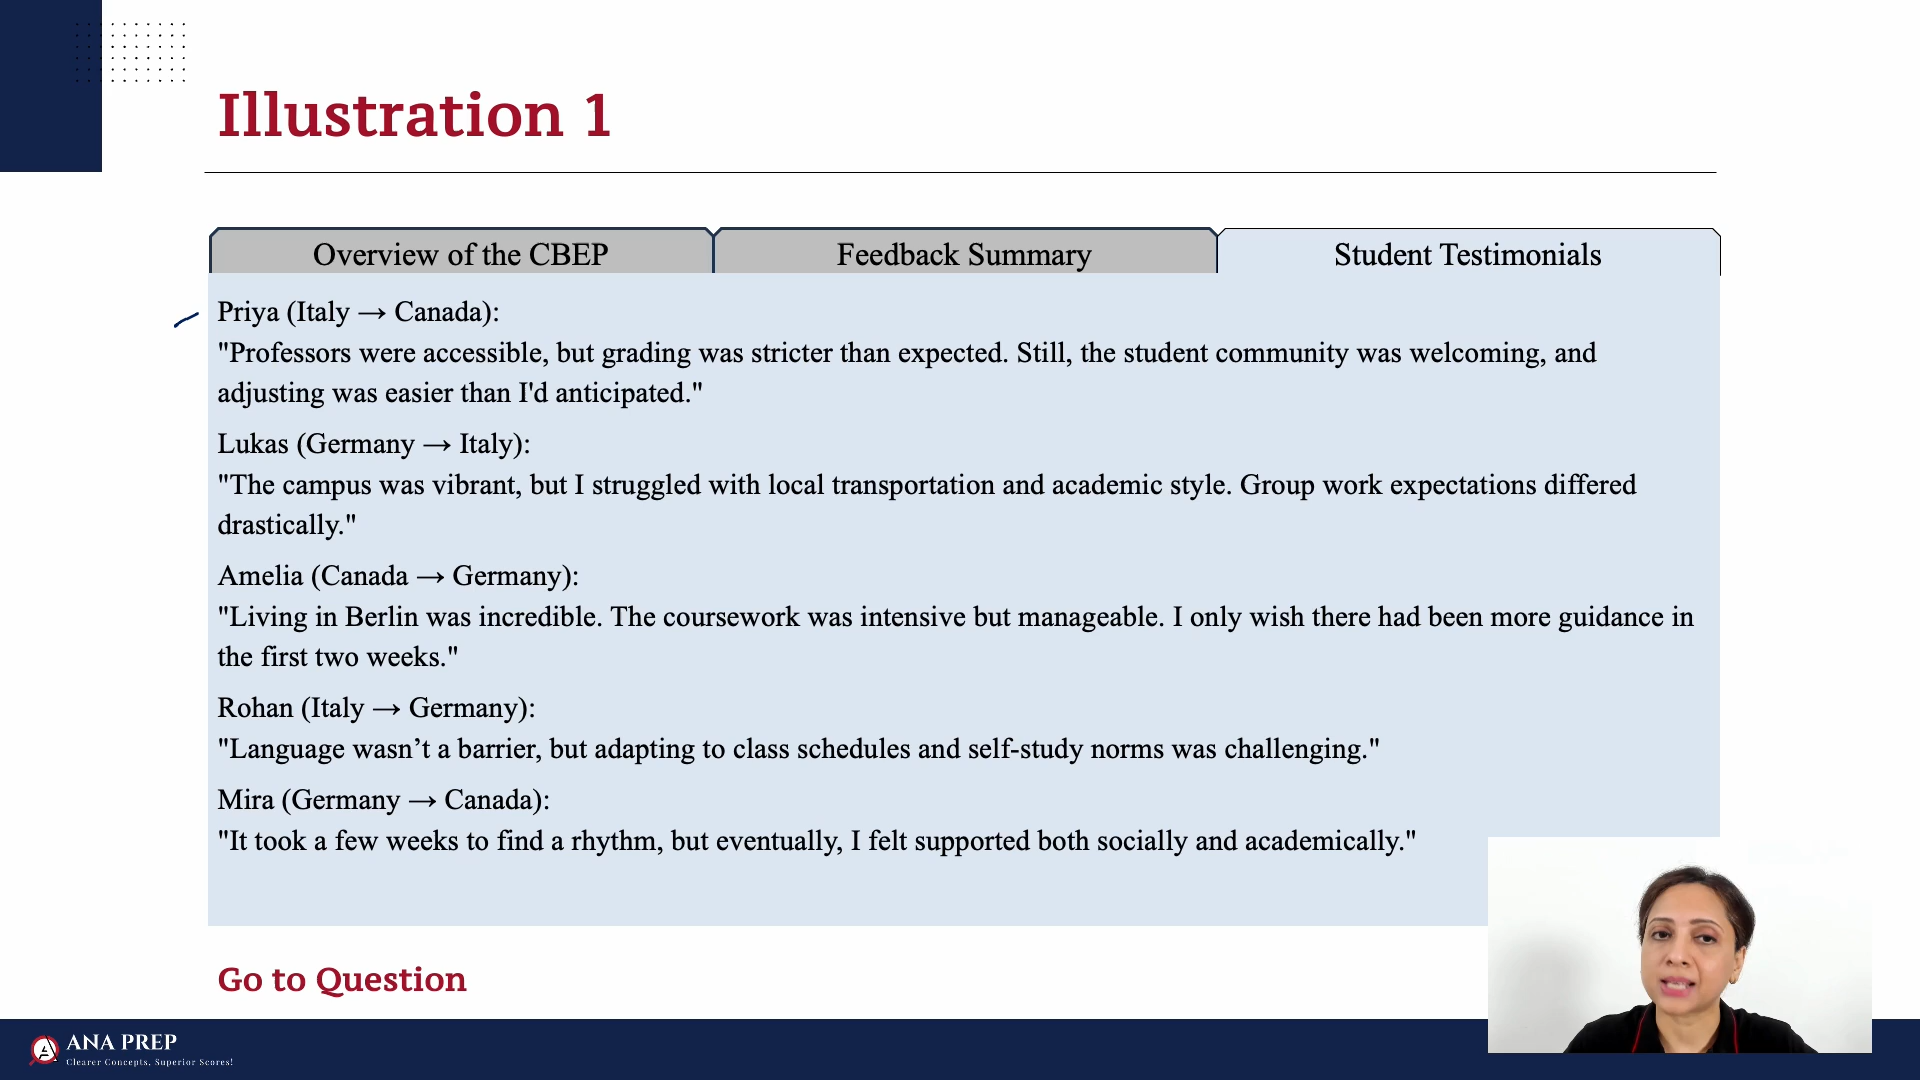 Illustration 1
Overview of the CBEP
Feedback Summary
Student Testimonials
Priya (Italy → Canada):
"Professors were accessible, but grading was stricter than expected. Still, the student community was welcoming, and
adjusting was easier than I'd anticipated."
Lukas (Germany → Italy):
"The campus was vibrant, but I struggled with local transportation and academic style. Group work expectations differed
drastically."
Amelia (Canada → Germany):
"Living in Berlin was incredible. The coursework was intensive but manageable. I only wish there had been more guidance in
the first two weeks."
Rohan (Italy → Germany):
"Language wasn’t a barrier, but adapting to class schedules and self-study norms was challenging."
Mira (Germany → Canada):
"It took a few weeks to find a rhythm, but eventually, I felt supported both socially and academically."
Go to Question
ANA PREP
Clearer Concepts, Superior Scores!